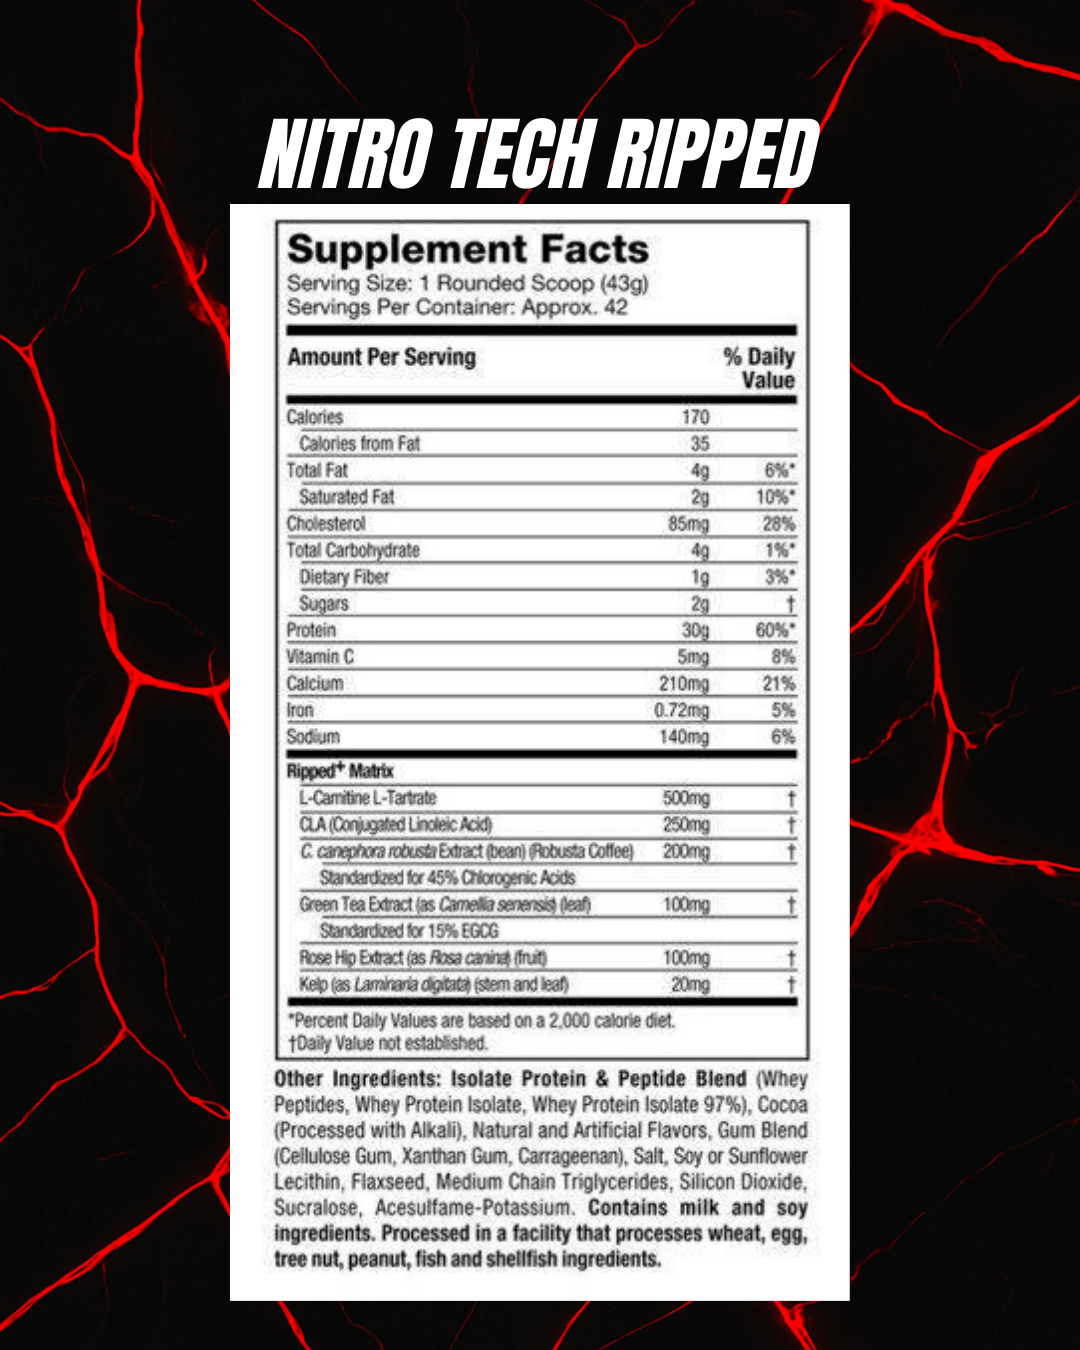 NITRO TECH RIPPED
Supplement Facts
Serving Size: 1 Rounded Scoop (43g)
Servings Per Container: Approx. 42
Amount Per Serving % Daily
Value
Calories 170
Calories from Fat 35
Total Fat 4g 6%*
Saturated Fat 2g 10%*
Cholesterol 85mg 28%
Total Carbohydrate 4g 1%*
Dietary Fiber 1g 3%*
Sugars 2g †
Protein 30g 60%*
Vitamin C 5mg 8%
Calcium 210mg 21%
Iron 0.72mg 5%
Sodium 140mg 6%
Ripped+ Matrix
L-Carnitine L-Tartrate 500mg †
CLA (Conjugated Linoleic Acid) 250mg †
C. canephora robusta Extract (bean) (Robusta Coffee) 200mg †
Standardized for 45% Chlorogenic Acids
Green Tea Extract (as Camellia senensis) (leaf) 100mg †
Standardized for 15% EGCG
Rose Hip Extract (as Rosa canina) (fruit) 100mg †
Kelp (as Laminaria digitata) (stem and leaf) 20mg †
*Percent Daily Values are based on a 2,000 calorie diet.
†Daily Value not established.
Other Ingredients: Isolate Protein & Peptide Blend (Whey
Peptides, Whey Protein Isolate, Whey Protein Isolate 97%), Cocoa
(Processed with Alkali), Natural and Artificial Flavors, Gum Blend
(Cellulose Gum, Xanthan Gum, Carrageenan), Salt, Soy or Sunflower
Lecithin, Flaxseed, Medium Chain Triglycerides, Silicon Dioxide,
Sucralose, Acesulfame-Potassium. Contains milk and soy
ingredients. Processed in a facility that processes wheat, egg,
tree nut, peanut, fish and shellfish ingredients.